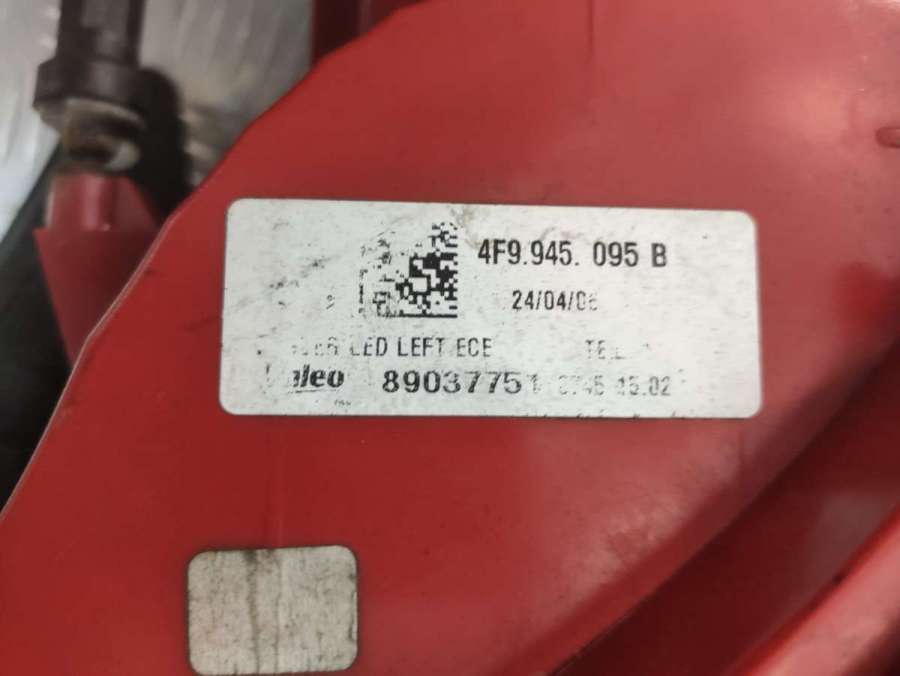 4F9.945. 095 B
24/04/06
LED LEFT ECE
Valeo 89037751